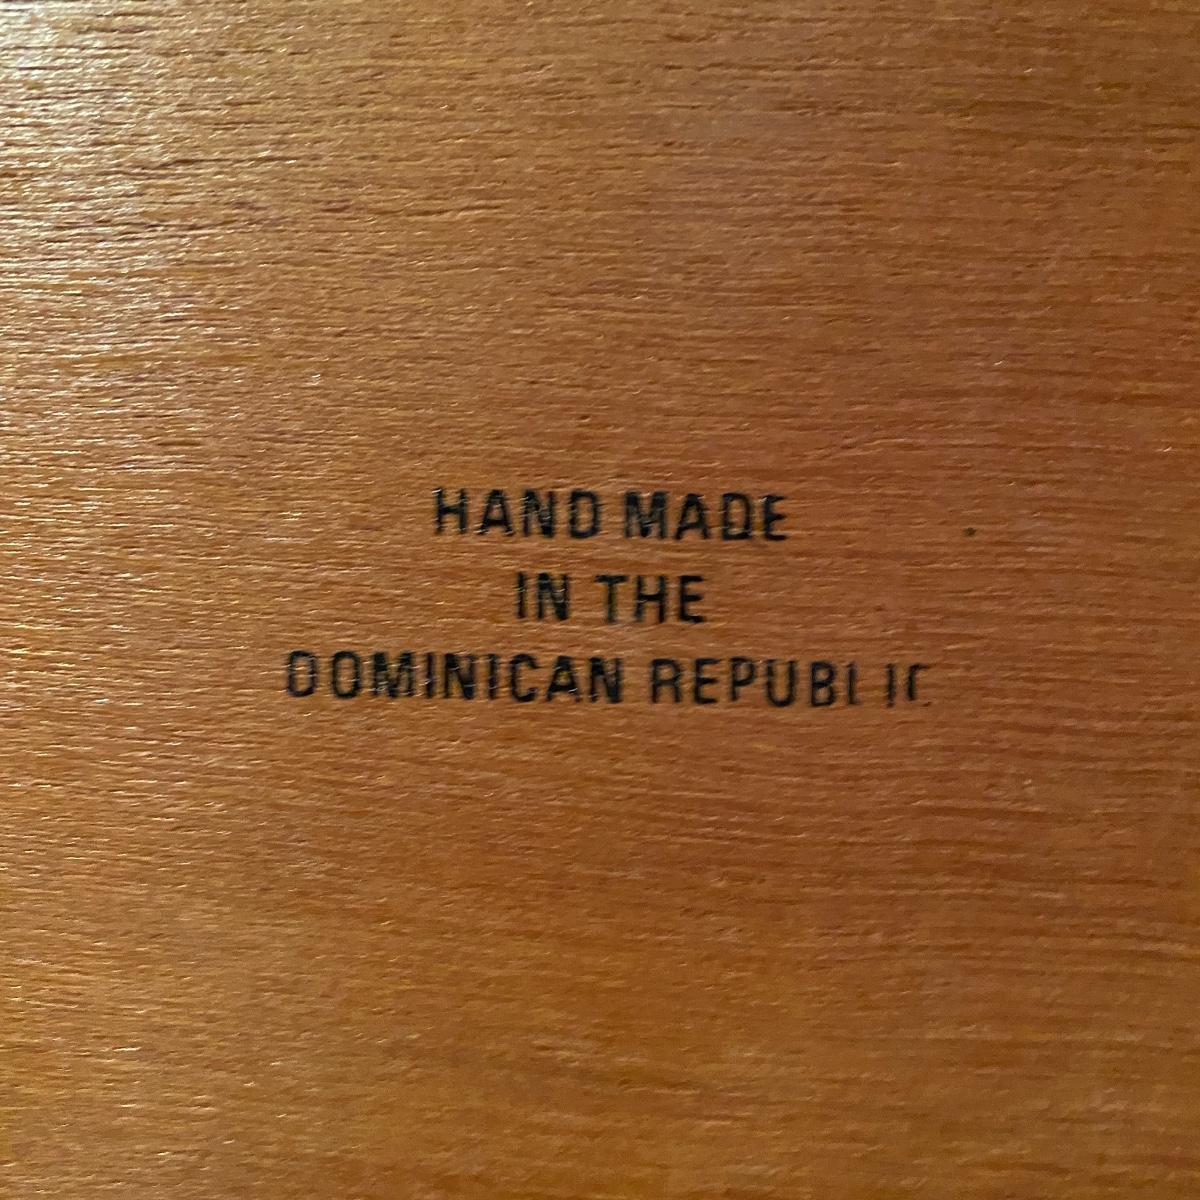 HAND MADE
IN THE
DOMINICAN REPUBLIC